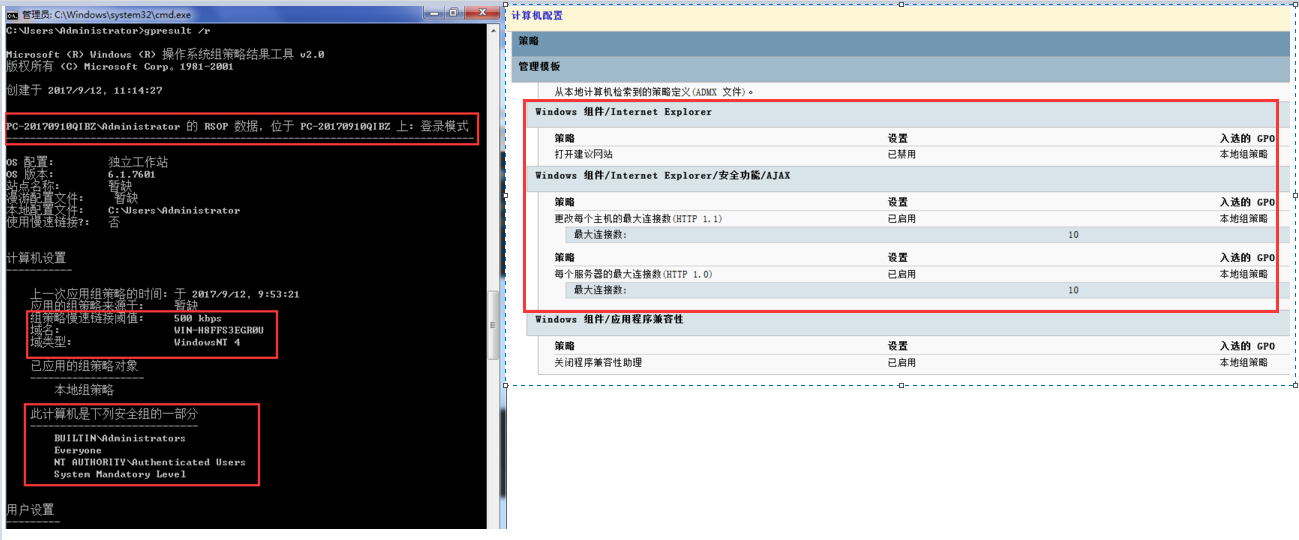 管理员: C:\Windows\system32\cmd.exe
C:\Users\Administrator>gpresult /r
Microsoft (R) Windows (R) 操作系统组策略结果工具 v2.0
版权所有 (C) Microsoft Corp。1981-2001
创建于 2017/9/12, 11:14:27
PC-20170910QIBZ\Administrator 的 RSOP 数据, 位于 PC-20170910QIBZ 上: 登录模式
OS 配置: 独立工作站
OS 版本: 6.1.7601
站点名称: 暂缺
漫游配置文件: 暂缺
本地配置文件: C:\Users\Administrator
使用慢速链接?: 否
计算机设置
上一次应用组策略的时间: 于 2017/9/12, 9:53:21
应用的组策略来源于: 暂缺
组策略慢速链接阈值: 500 kbps
域名: WIN-H8FFS3EGR0U
域类型: WindowsNT 4
已应用的组策略对象
本地组策略
此计算机是下列安全组的一部分
BUILTIN\Administrators
Everyone
NT AUTHORITY\Authenticated Users
System Mandatory Level
用户设置
计算机配置
策略
管理模板
从本地计算机检索到的策略定义(ADMX 文件)。
Windows 组件/Internet Explorer
策略 设置 入选的 GPO
打开建议网站 已禁用 本地组策略
Windows 组件/Internet Explorer/安全功能/AJAX
策略 设置 入选的 GPO
更改每个主机的最大连接数(HTTP 1.1) 已启用 本地组策略
最大连接数: 10
策略 设置 入选的 GPO
每个服务器的最大连接数(HTTP 1.0) 已启用 本地组策略
最大连接数: 10
Windows 组件/应用程序兼容性
策略 设置 入选的 GPO
关闭程序兼容性助理 已启用 本地组策略